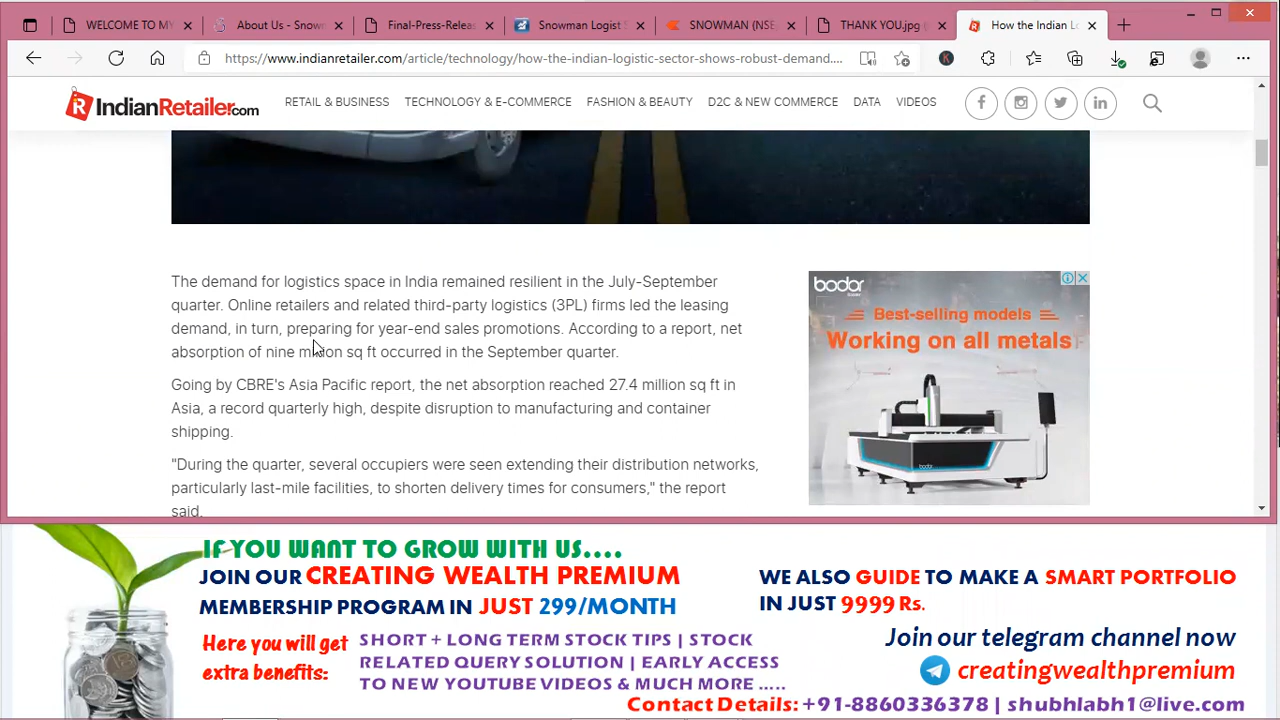 WELCOME TO MY
About Us - Snowm
Final-Press-Relea
Snowman Logist
SNOWMAN (NSE
THANK YOU.jpg
How the Indian Lo
https://www.indianretailer.com/article/technology/how-the-indian-logistic-sector-shows-robust-demand....
IndianRetailer.com
RETAIL & BUSINESS
TECHNOLOGY & E-COMMERCE
FASHION & BEAUTY
D2C & NEW COMMERCE
DATA
VIDEOS
The demand for logistics space in India remained resilient in the July-September
quarter. Online retailers and related third-party logistics (3PL) firms led the leasing
demand, in turn, preparing for year-end sales promotions. According to a report, net
absorption of nine million sq ft occurred in the September quarter.
Going by CBRE's Asia Pacific report, the net absorption reached 27.4 million sq ft in
Asia, a record quarterly high, despite disruption to manufacturing and container
shipping.
"During the quarter, several occupiers were seen extending their distribution networks,
particularly last-mile facilities, to shorten delivery times for consumers," the report
said.
bodor
Best-selling models
Working on all metals
bodor
IF YOU WANT TO GROW WITH US....
JOIN OUR CREATING WEALTH PREMIUM
MEMBERSHIP PROGRAM IN JUST 299/MONTH
Here you will get
extra benefits:
SHORT + LONG TERM STOCK TIPS | STOCK
RELATED QUERY SOLUTION | EARLY ACCESS
TO NEW YOUTUBE VIDEOS & MUCH MORE .....
WE ALSO GUIDE TO MAKE A SMART PORTFOLIO
IN JUST 9999 Rs.
Join our telegram channel now
creatingwealthpremium
Contact Details: +91-8860336378 | shubhlabh1@live.com